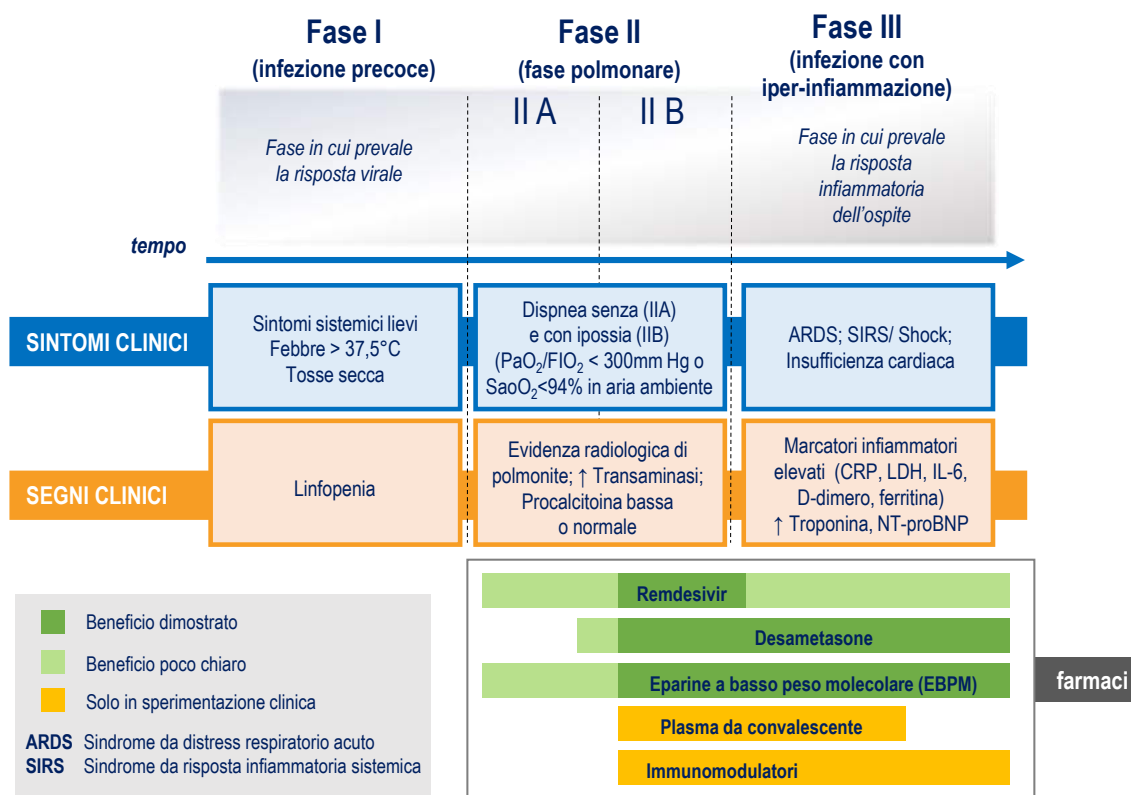 Fase I
(infezione precoce)
Fase II
(fase polmonare)
Fase III
(infezione con
iper-infiammazione)
II A
II B
Fase in cui prevale
la risposta virale
Fase in cui prevale
la risposta
infiammatoria
dell'ospite
tempo
SINTOMI CLINICI
Sintomi sistemici lievi
Febbre > 37,5°C
Tosse secca
Dispnea senza (IIA)
e con ipossia (IIB)
(PaO₂/FIO₂ < 300mm Hg o
SaoO₂<94% in aria ambiente
ARDS; SIRS/ Shock;
Insufficienza cardiaca
SEGNI CLINICI
Linfopenia
Evidenza radiologica di
polmonite; ↑ Transaminasi;
Procalcitoina bassa
o normale
Marcatori infiammatori
elevati (CRP, LDH, IL-6,
D-dimero, ferritina)
↑ Troponina, NT-proBNP
Beneficio dimostrato
Beneficio poco chiaro
Solo in sperimentazione clinica
ARDS Sindrome da distress respiratorio acuto
SIRS Sindrome da risposta infiammatoria sistemica
Remdesivir
Desametasone
Eparine a basso peso molecolare (EBPM)
Plasma da convalescente
Immunomodulatori
farmaci